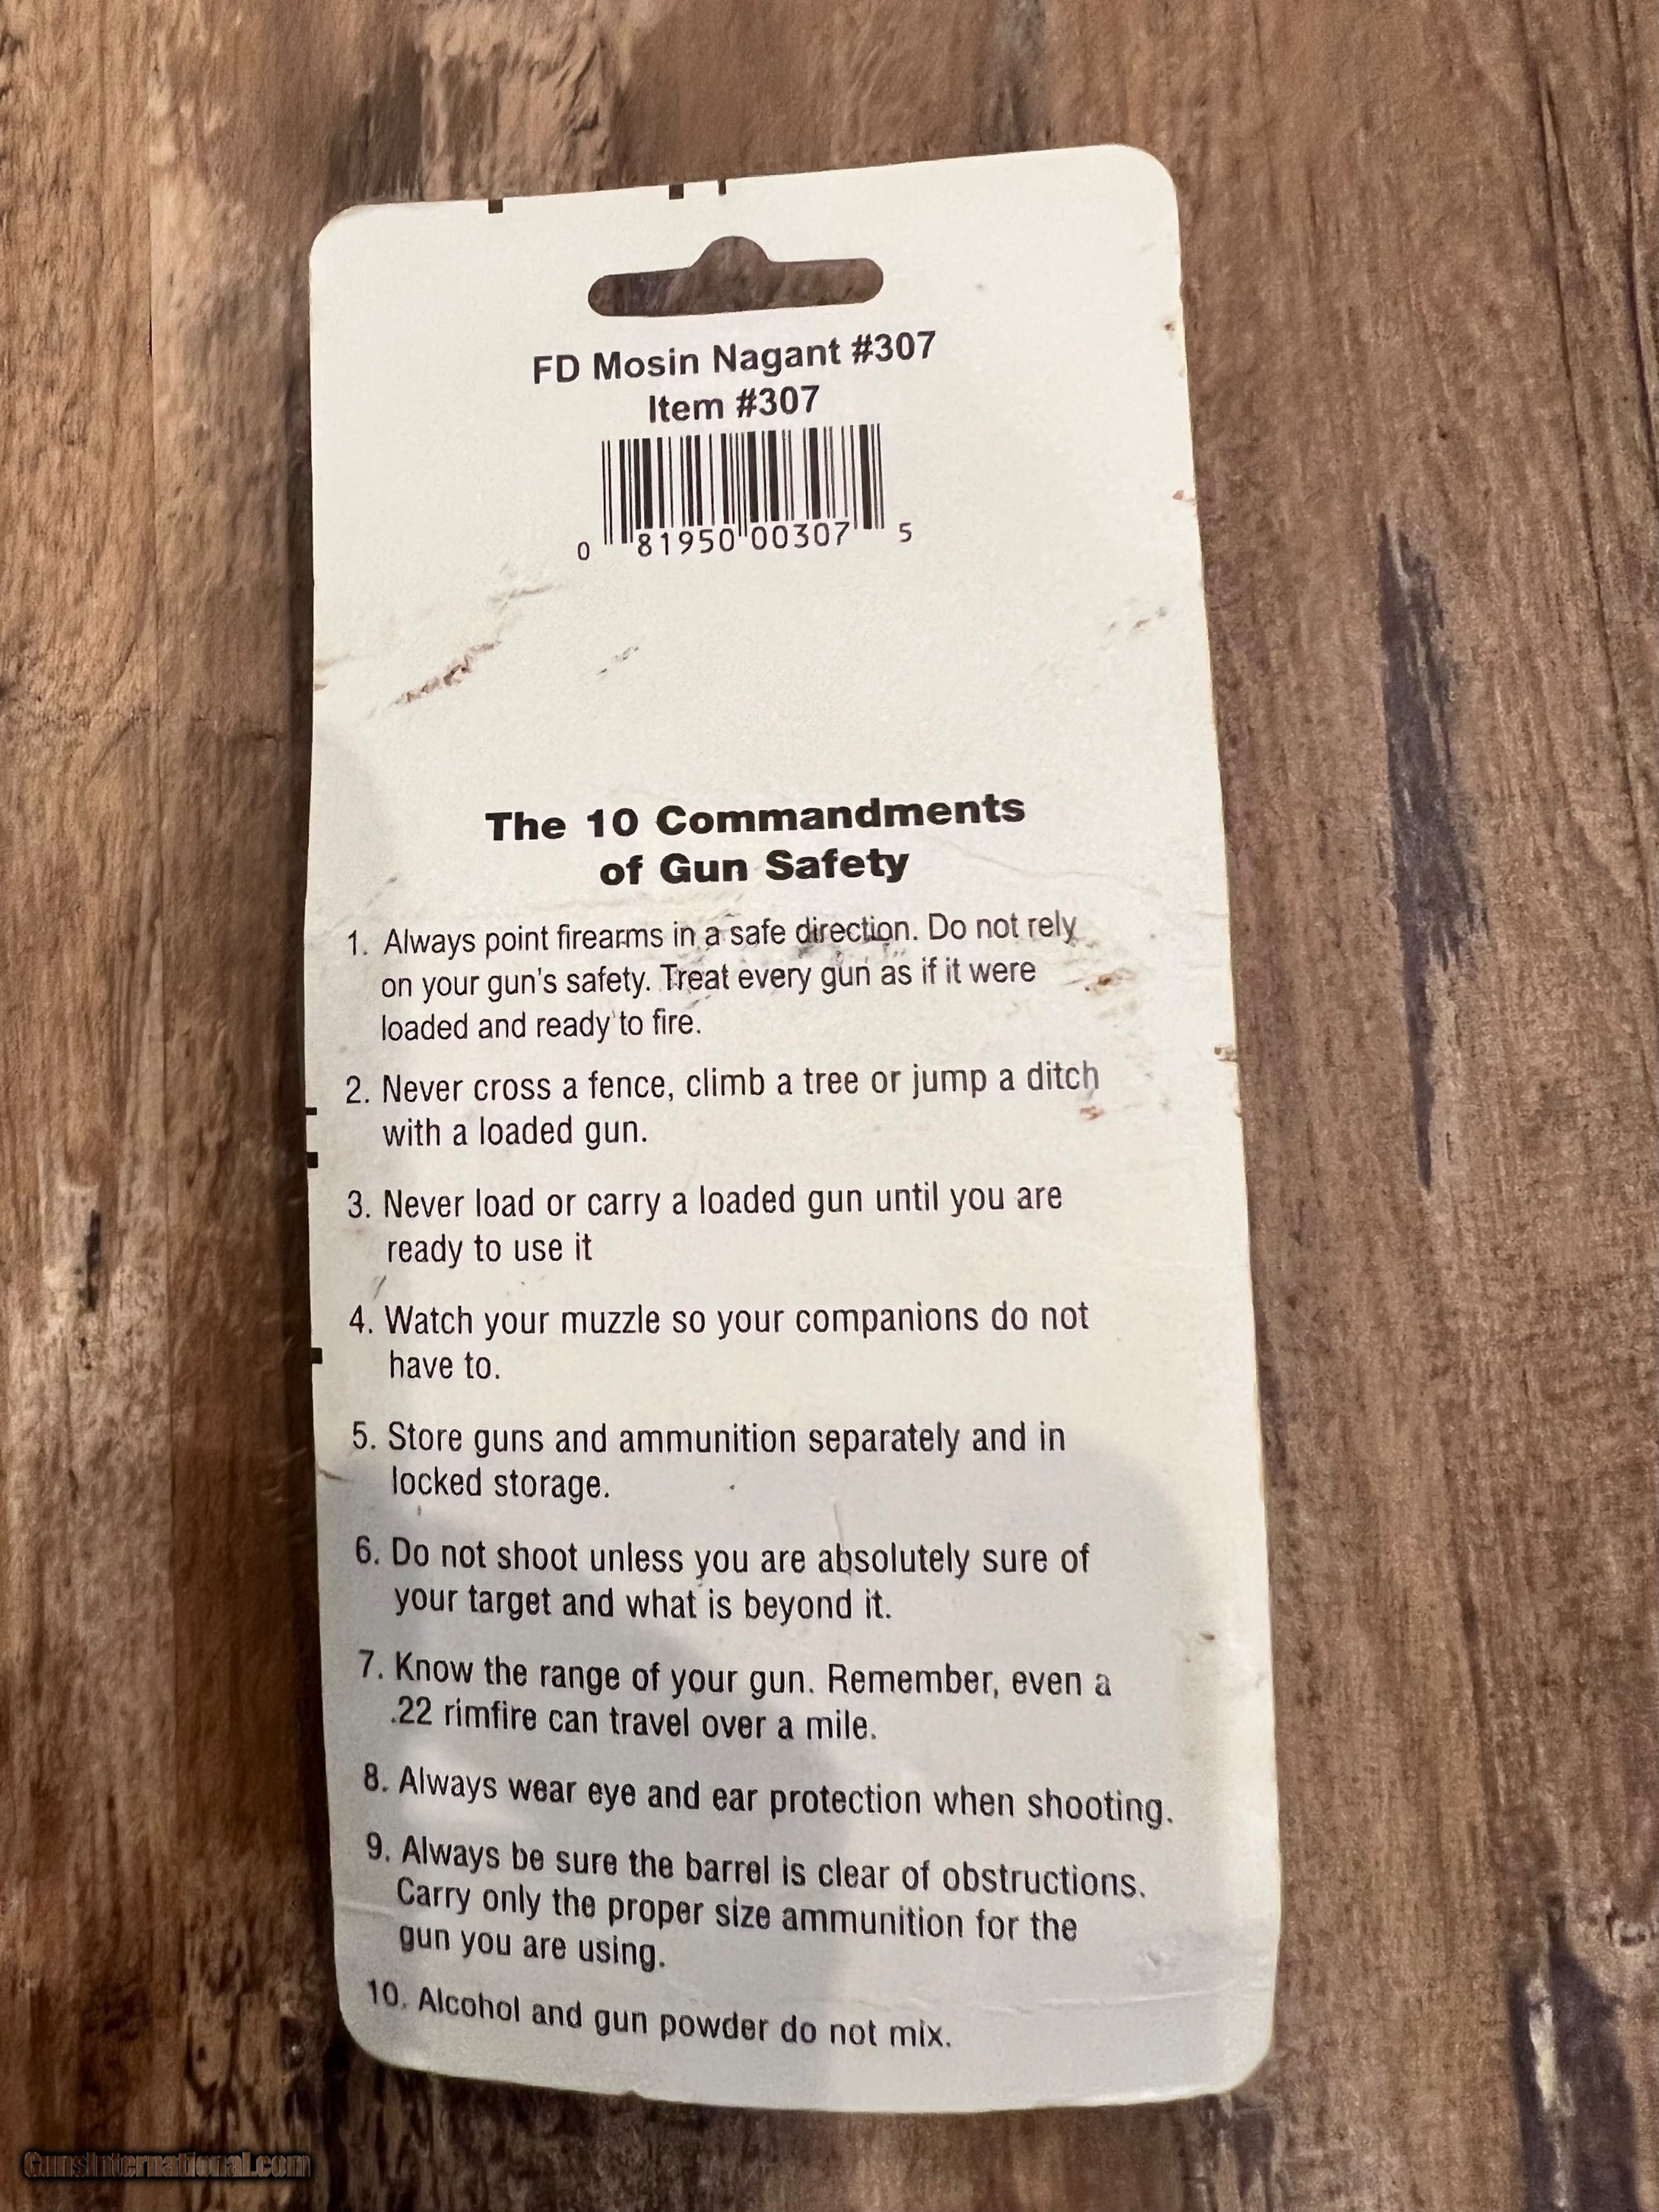 FD Mosin Nagant #307
Item #307
0 81950 00307 5
The 10 Commandments
of Gun Safety
1. Always point firearms in a safe direction. Do not rely
on your gun's safety. Treat every gun as if it were
loaded and ready to fire.
2. Never cross a fence, climb a tree or jump a ditch
with a loaded gun.
3. Never load or carry a loaded gun until you are
ready to use it
4. Watch your muzzle so your companions do not
have to.
5. Store guns and ammunition separately and in
locked storage.
6. Do not shoot unless you are absolutely sure of
your target and what is beyond it.
7. Know the range of your gun. Remember, even a
.22 rimfire can travel over a mile.
8. Always wear eye and ear protection when shooting.
9. Always be sure the barrel is clear of obstructions.
Carry only the proper size ammunition for the
gun you are using.
10. Alcohol and gun powder do not mix.
GunsInternational.com